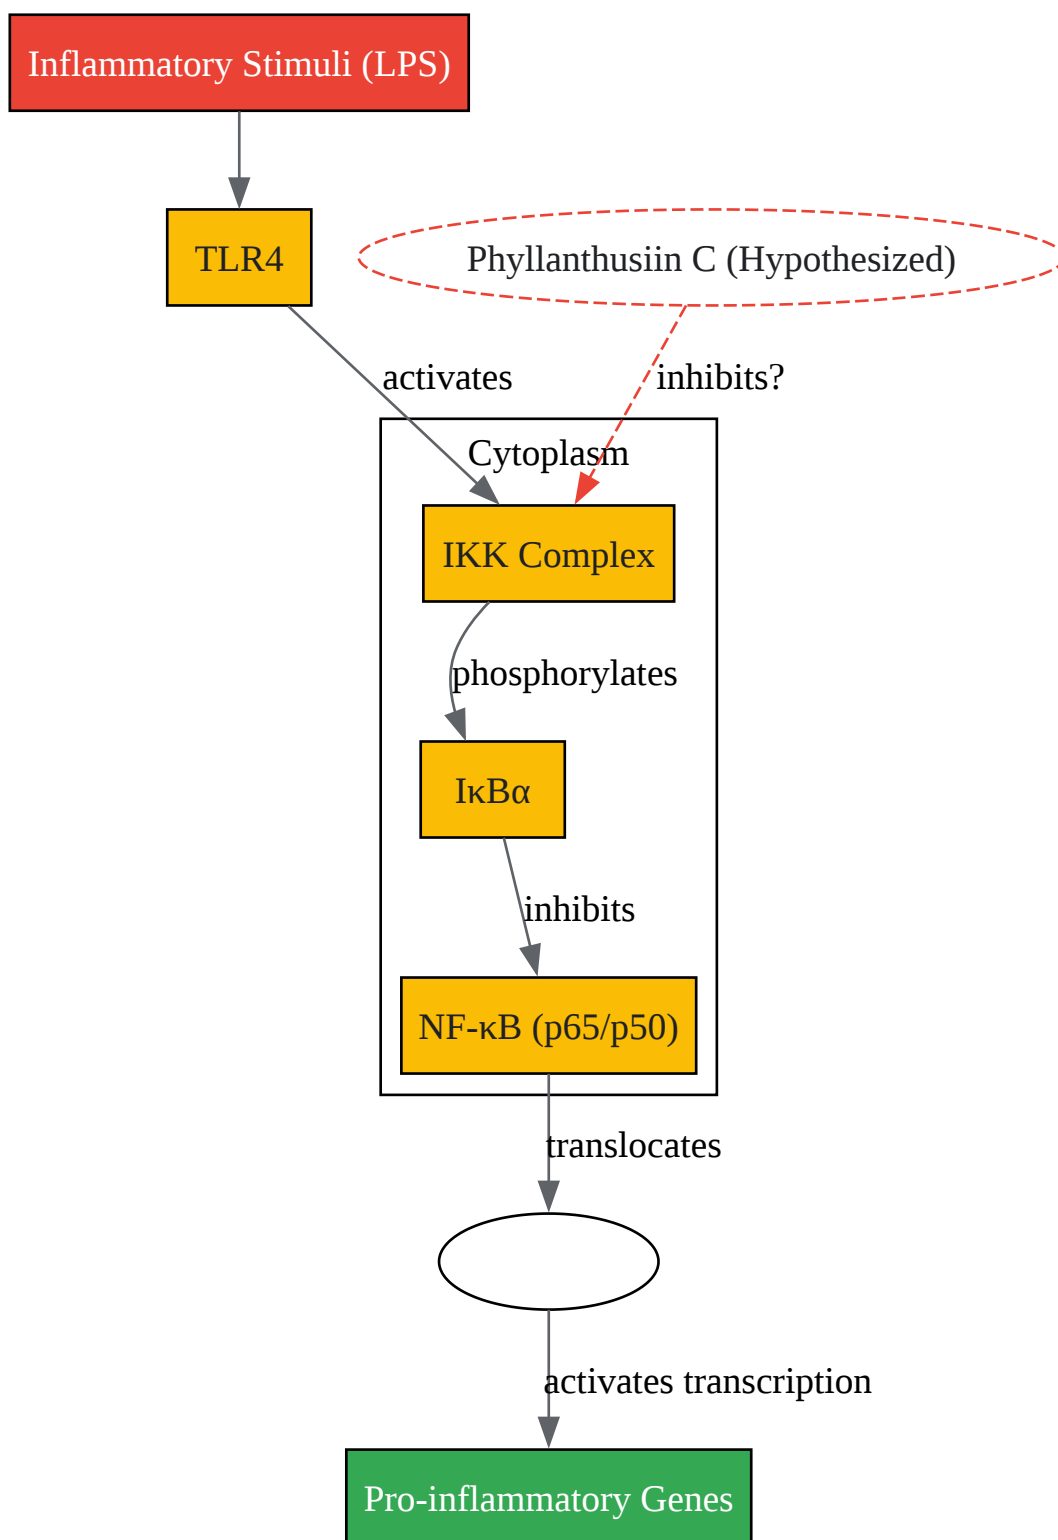 Inflammatory Stimuli (LPS)
TLR4
Phyllanthusiin C (Hypothesized)
activates
inhibits?
Cytoplasm
IKK Complex
phosphorylates
IκBα
inhibits
NF-κB (p65/p50)
translocates
activates transcription
Pro-inflammatory Genes